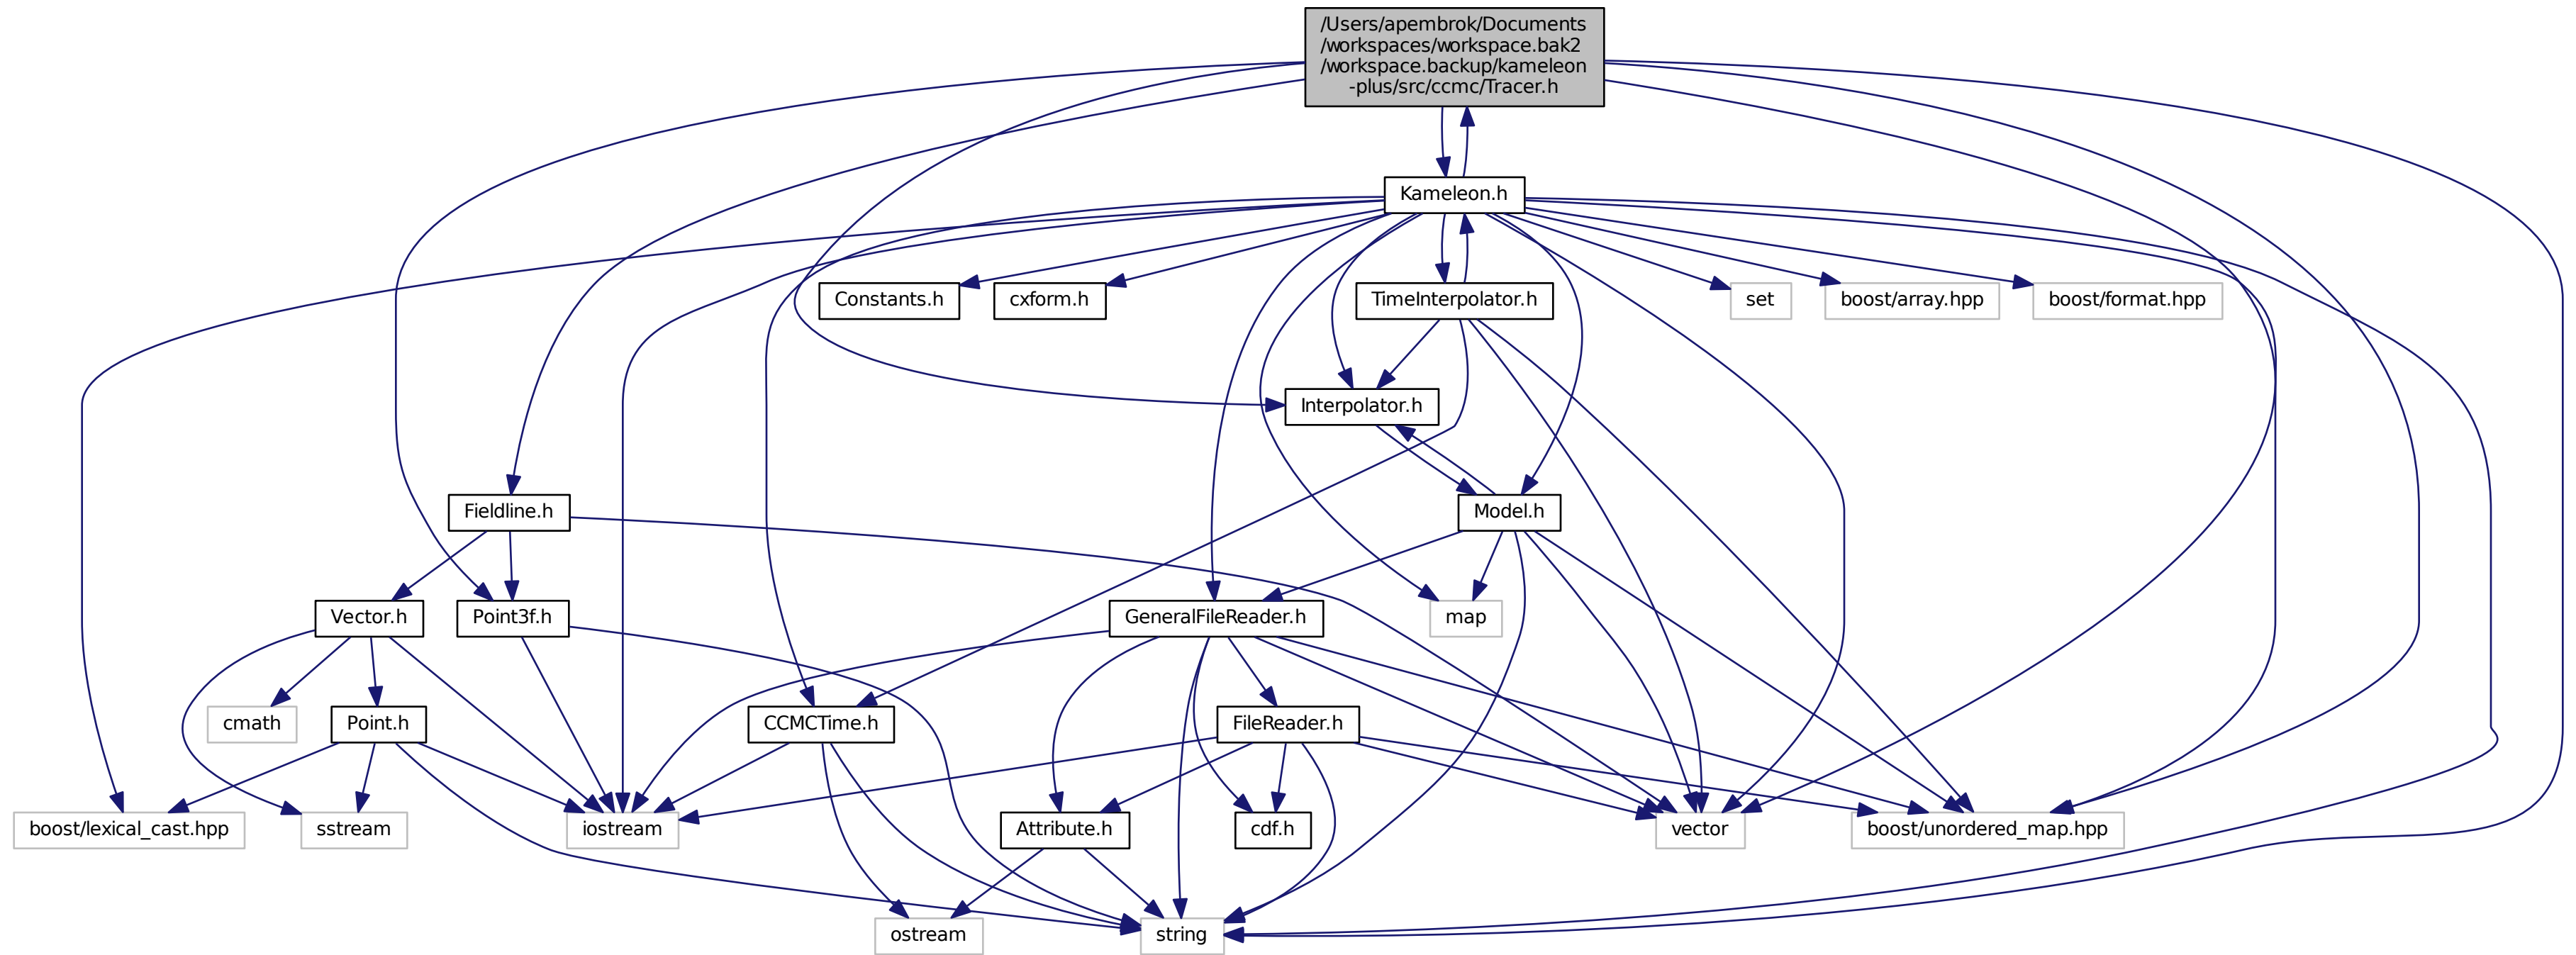 /Users/apembrok/Documents
/workspaces/workspace.bak2
/workspace.backup/kameleon
-plus/src/ccmc/Tracer.h
Kameleon.h
Constants.h
cxform.h
TimeInterpolator.h
set
boost/array.hpp
boost/format.hpp
Interpolator.h
Fieldline.h
Model.h
Vector.h
Point3f.h
GeneralFileReader.h
map
cmath
Point.h
CCMCTime.h
FileReader.h
boost/lexical_cast.hpp
sstream
iostream
Attribute.h
cdf.h
vector
boost/unordered_map.hpp
ostream
string